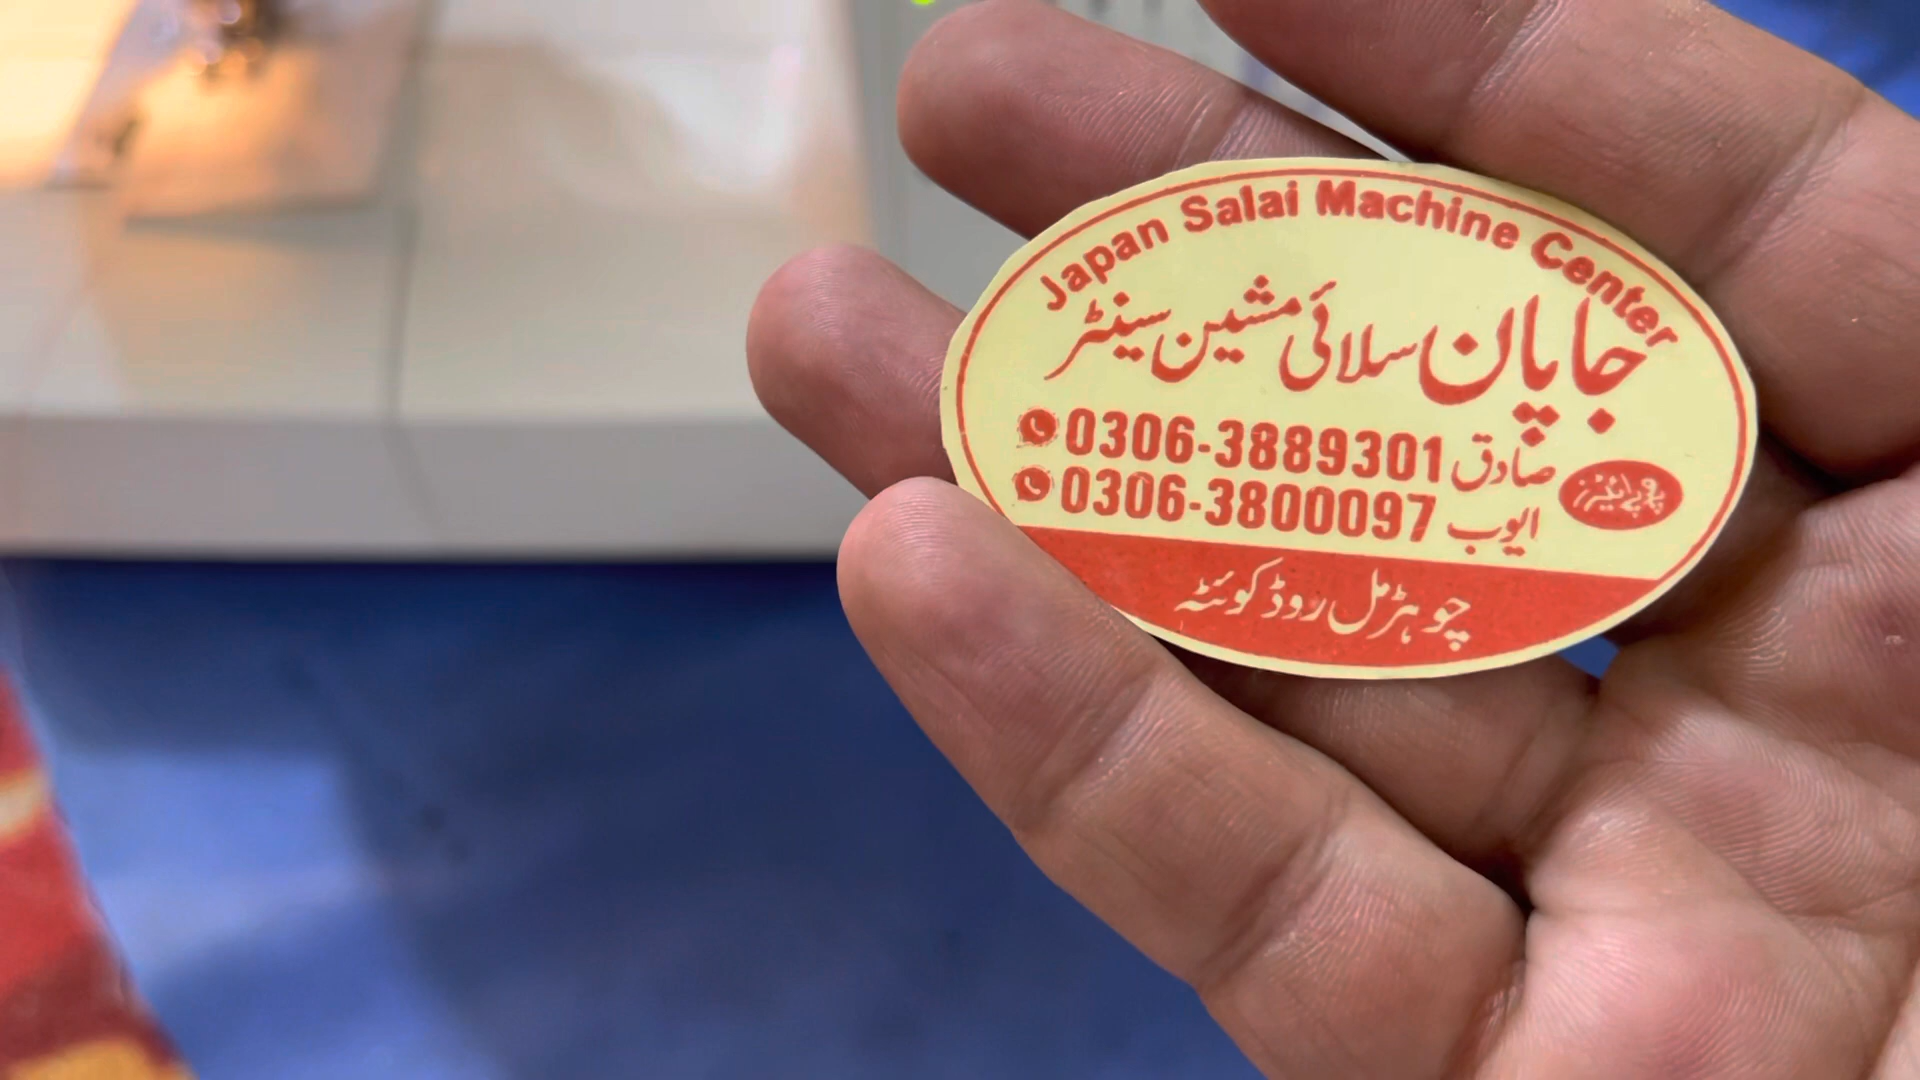 Japan Salai Machine Center
جاپان سلائی مشین سینٹر
0306-3889301 صادق
0306-3800097 ایوب
چوہڑمل روڈ کوئٹہ